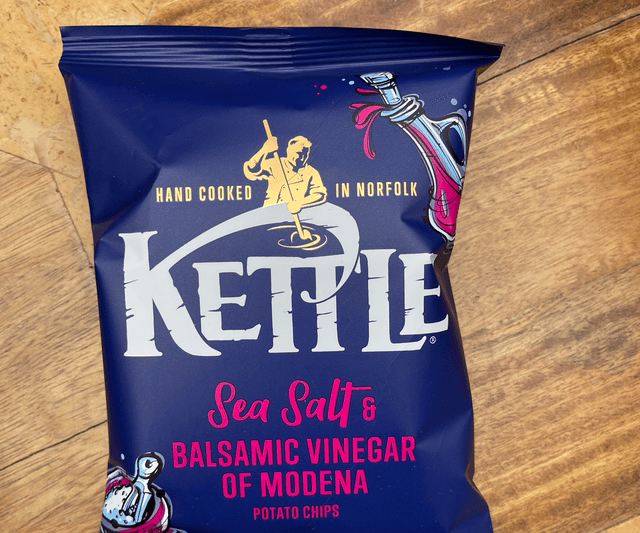 HAND COOKED IN NORFOLK
KETTLE®
Sea Salt &
BALSAMIC VINEGAR
OF MODENA
POTATO CHIPS